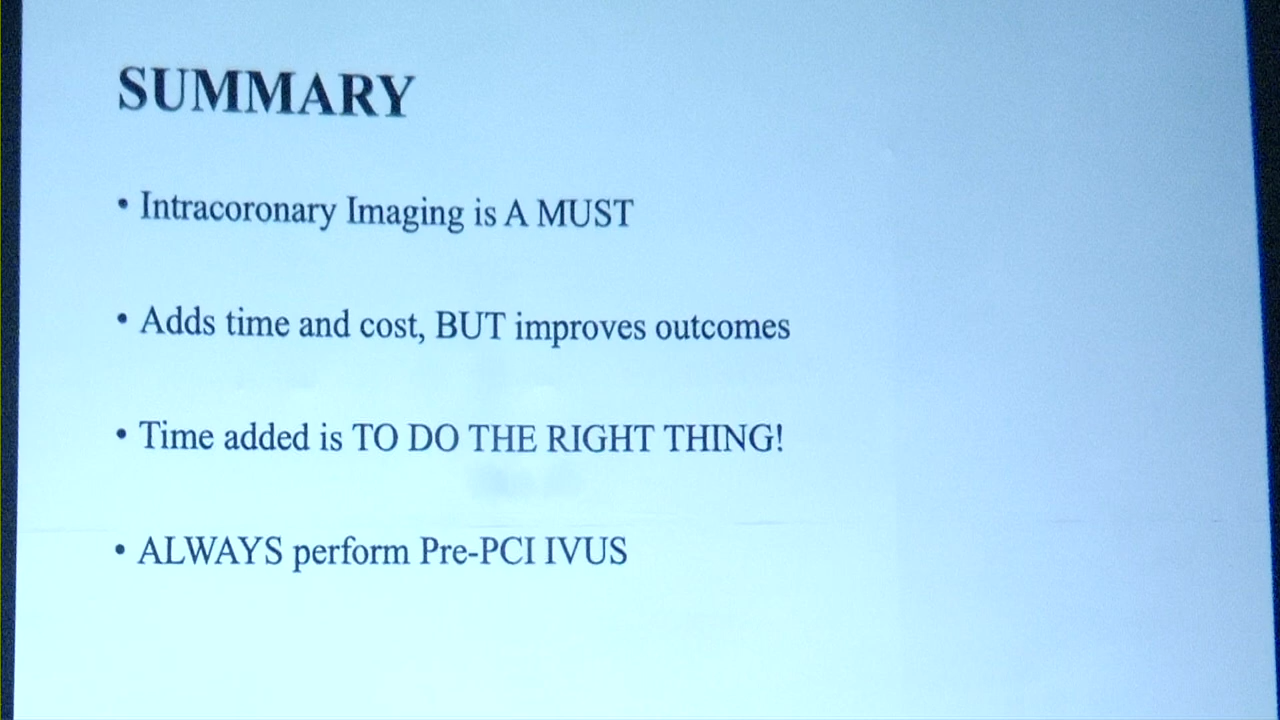 SUMMARY
• Intracoronary Imaging is A MUST
• Adds time and cost, BUT improves outcomes
• Time added is TO DO THE RIGHT THING!
• ALWAYS perform Pre-PCI IVUS